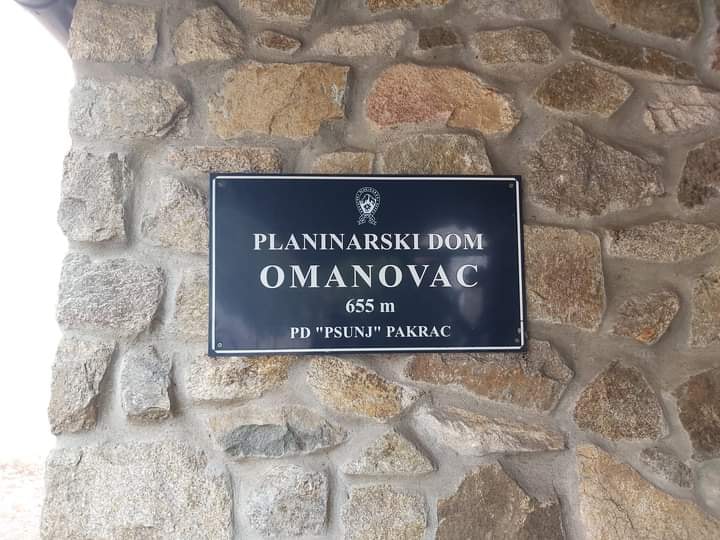 PLANINARSKI DOM
OMANOVAC
655 m
PD "PSUNJ" PAKRAC